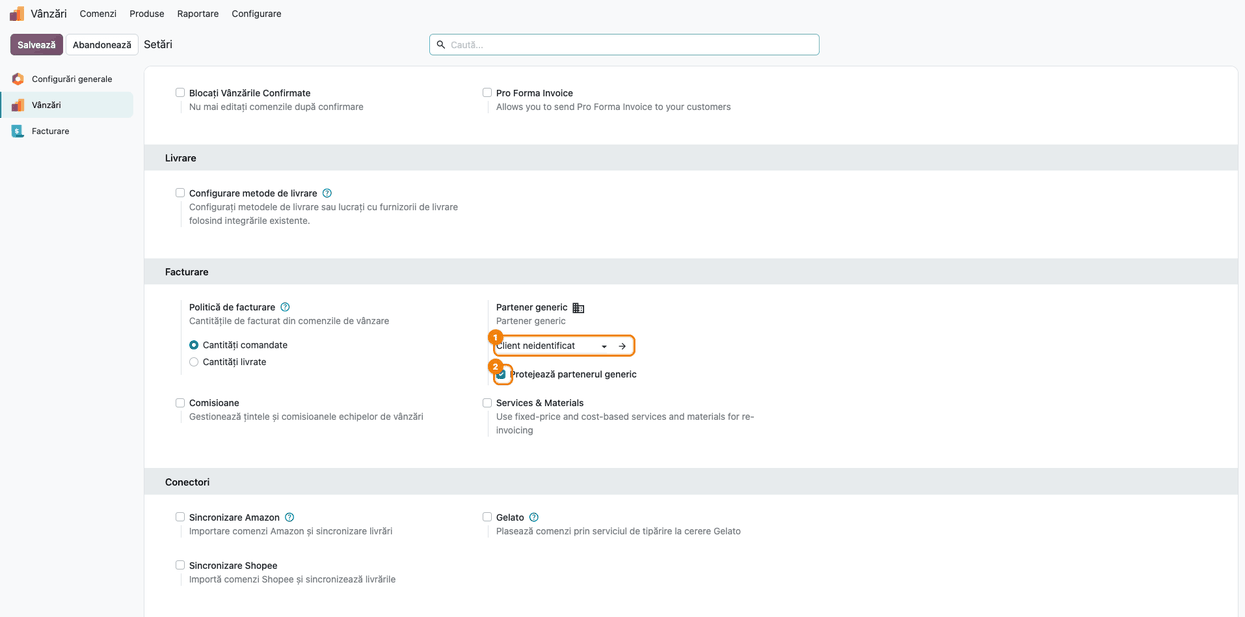 Vânzări Comenzi Produse Raportare Configurare
Salvează Abandonează Setări Caută...
Configurări generale
Vânzări
Facturare
Blocați Vânzările Confirmate
Nu mai editați comenzile după confirmare
Pro Forma Invoice
Allows you to send Pro Forma Invoice to your customers
Livrare
Configurare metode de livrare ?
Configurați metodele de livrare sau lucrați cu furnizorii de livrare
folosind integrările existente.
Facturare
Politică de facturare ?
Cantitățile de facturat din comenzile de vânzare
Cantități comandate
Cantități livrate
Partener generic
Partener generic
1
Client neidentificat
2
Protejează partenerul generic
Comisioane
Gestionează țintele și comisioanele echipelor de vânzări
Services & Materials
Use fixed-price and cost-based services and materials for re-
invoicing
Conectori
Sincronizare Amazon ?
Importare comenzi Amazon și sincronizare livrări
Gelato ?
Plasează comenzi prin serviciul de tipărire la cerere Gelato
Sincronizare Shopee
Importă comenzi Shopee și sincronizează livrările